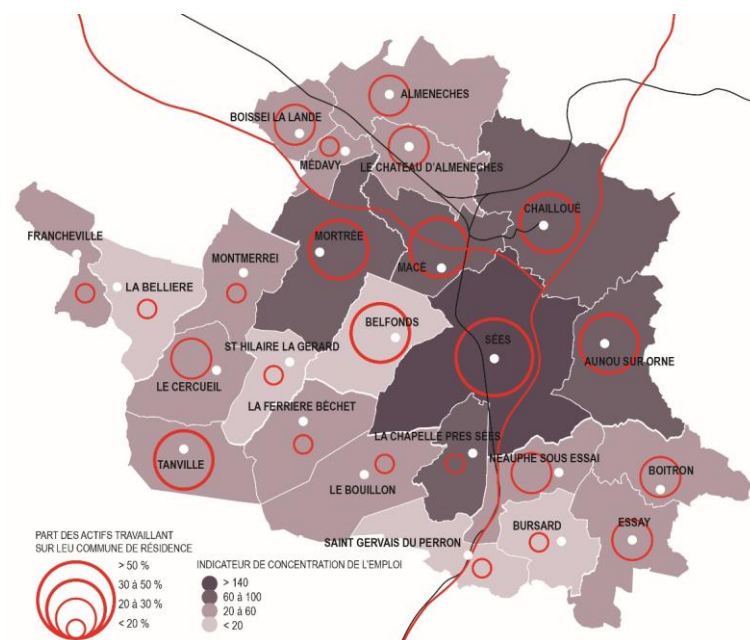 ALMENECHES
BOISSEI LA LANDE
MÉDAVY
LE CHATEAU D'ALMENECHES
CHAILLOUÉ
FRANCHEVILLE
MORTRÉE
MONTMERREI
MACÉ
LA BELLIERE
BELFONDS
SÉES
ST HILAIRE LA GERARD
AUNOU SUR ORNE
LE CERCUEIL
LA FERRIERE BÉCHET
LA CHAPELLE PRES SÉES
TANVILLE
NEAUPHE SOUS ESSAI
BOITRON
LE BOUILLON
BURSARD
ESSAY
SAINT GERVAIS DU PERRON
PART DES ACTIFS TRAVAILLANT
SUR LEU COMMUNE DE RÉSIDENCE
> 50 %
30 à 50 %
20 à 30 %
< 20 %
INDICATEUR DE CONCENTRATION DE L'EMPLOI
> 140
60 à 100
20 à 60
< 20